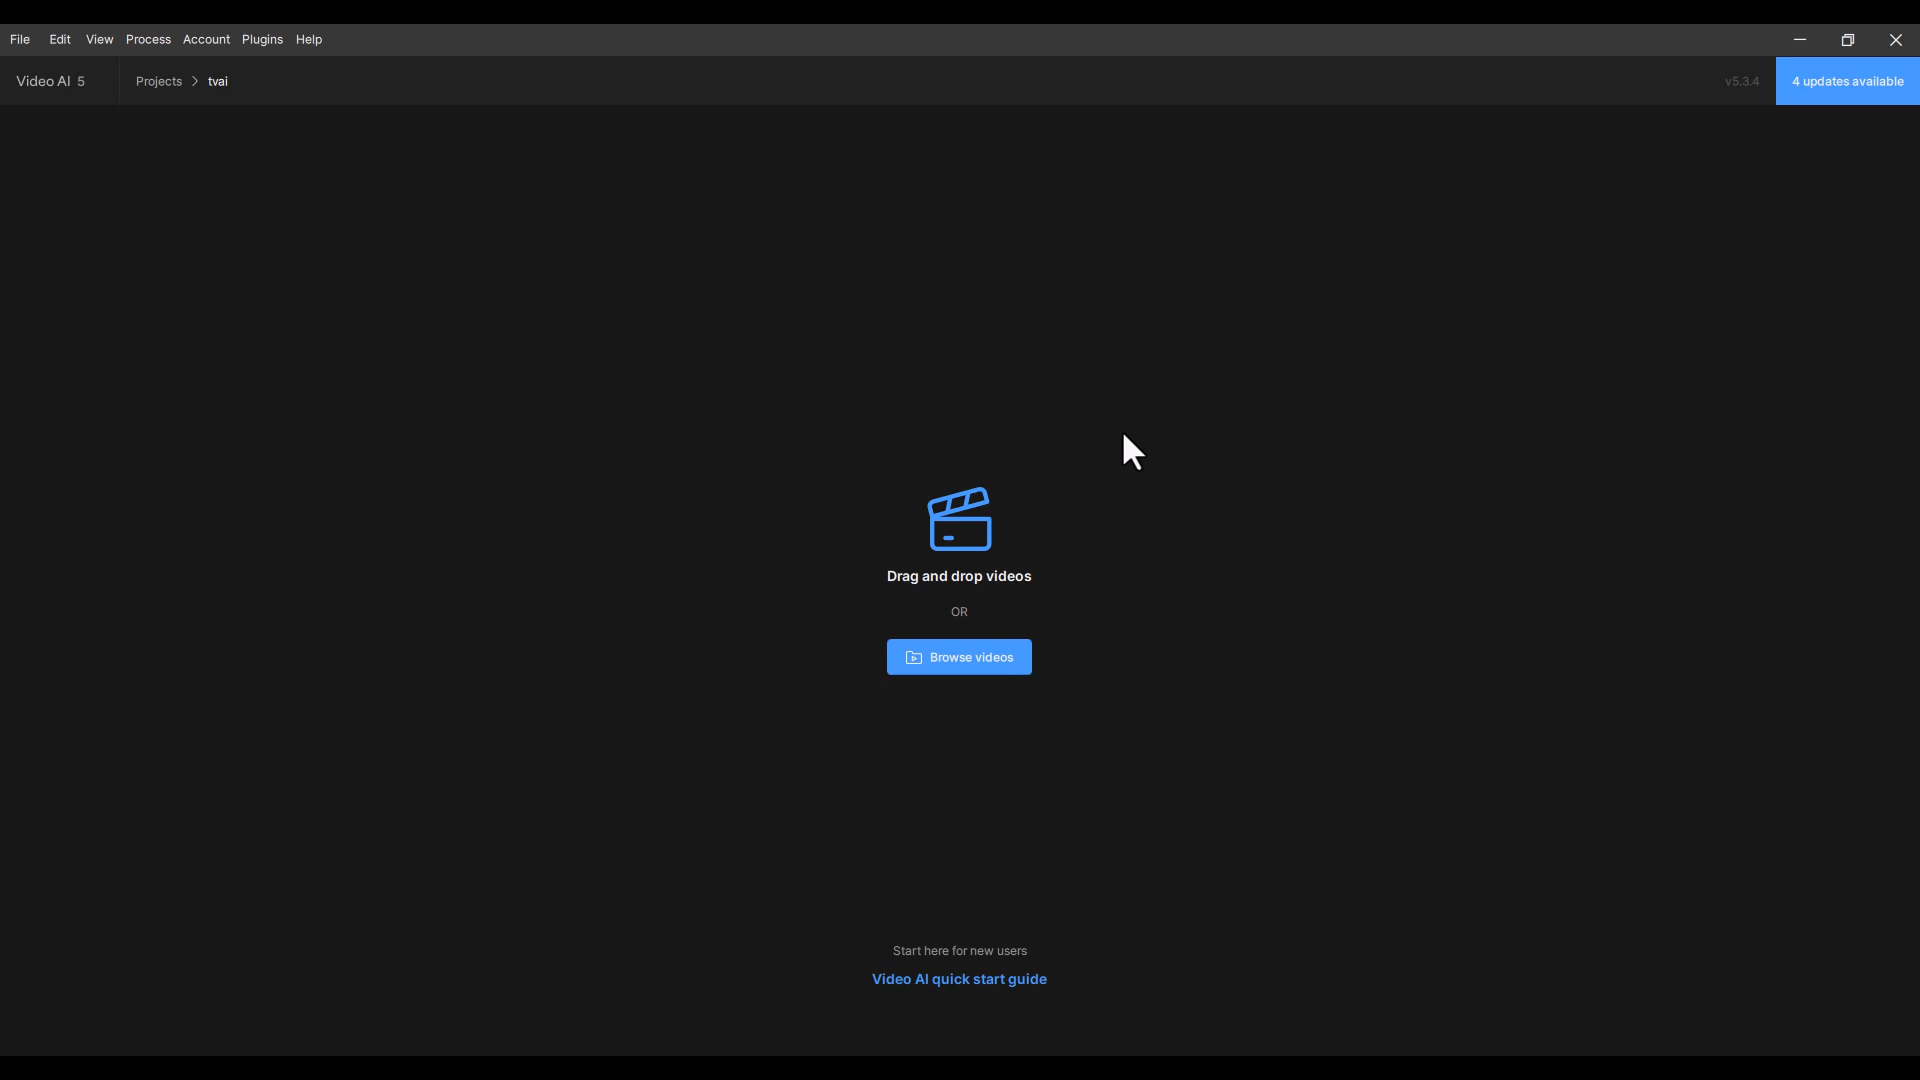 File Edit View Process Account Plugins Help
Video AI 5 Projects tvai v5.3.4 4 updates available
Drag and drop videos
OR
Browse videos
Start here for new users
Video AI quick start guide